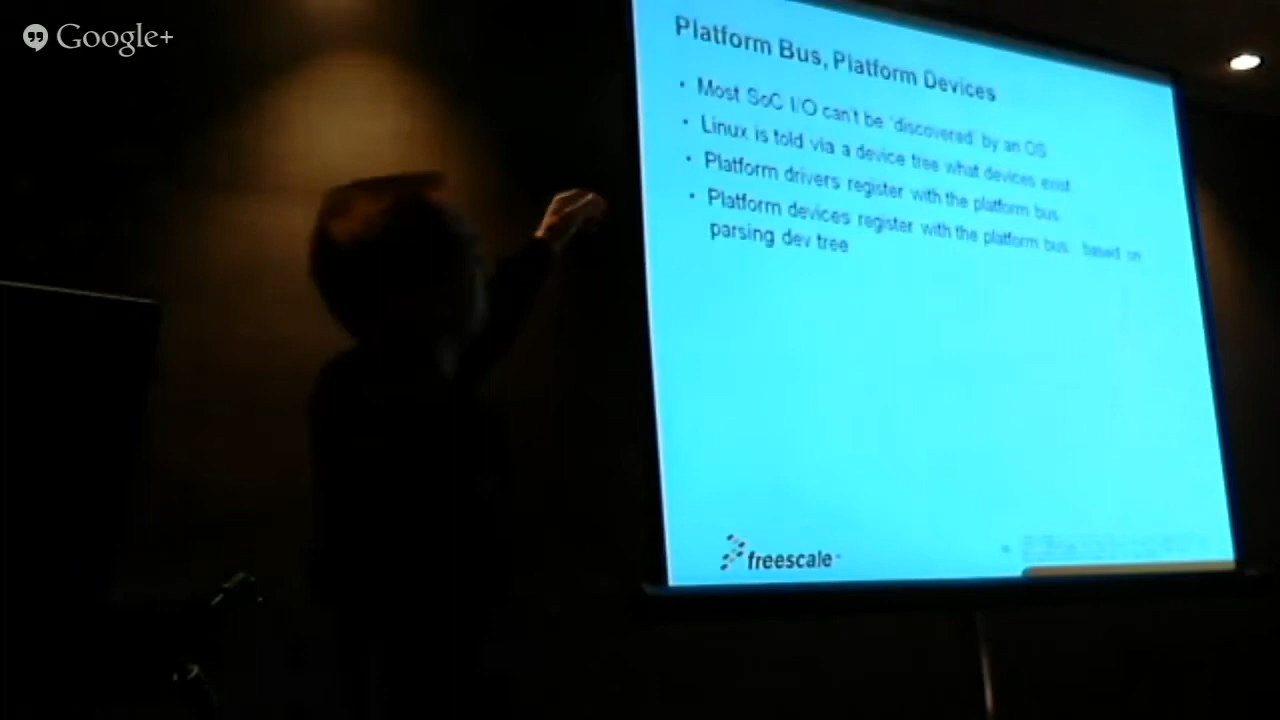 Google+
Platform Bus, Platform Devices
• Most SoC I/O can't be 'discovered' by an OS
• Linux is told via a device tree what devices exist
• Platform drivers register with the platform bus
• Platform devices register with the platform bus based on
parsing dev tree
freescale™